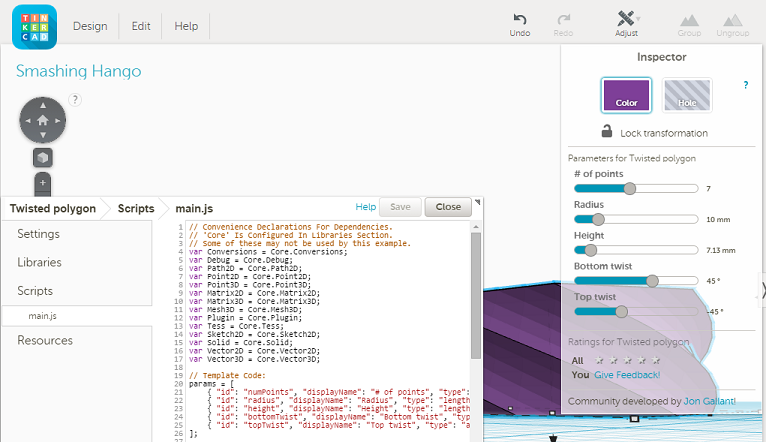 TIN
KER
CAD
Design
Edit
Help
Undo
Redo
Adjust
Group
Ungroup
Smashing Hango
?
Inspector
Color
Hole
?
Lock transformation
Parameters for Twisted polygon
# of points
7
Radius
10 mm
Height
7.13 mm
Bottom twist
45 °
Top twist
-45 °
Ratings for Twisted polygon
All
You Give Feedback!
Community developed by Jon Gallant!
Twisted polygon
Scripts
main.js
Help
Save
Close
Settings
Libraries
Scripts
main.js
Resources
1 // Convenience Declarations For Dependencies.
2 // 'Core' Is Configured In Libraries Section.
3 // Some of these may not be used by this example.
4 var Conversions = Core.Conversions;
5 var Debug = Core.Debug;
6 var Path2D = Core.Path2D;
7 var Point2D = Core.Point2D;
8 var Point3D = Core.Point3D;
9 var Matrix2D = Core.Matrix2D;
10 var Matrix3D = Core.Matrix3D;
11 var Mesh3D = Core.Mesh3D;
12 var Plugin = Core.Plugin;
13 var Tess = Core.Tess;
14 var Sketch2D = Core.Sketch2D;
15 var Solid = Core.Solid;
16 var Vector2D = Core.Vector2D;
17 var Vector3D = Core.Vector3D;
18
19 // Template Code:
20 params = [
21 { "id": "numPoints", "displayName": "# of points", "type":
22 { "id": "radius", "displayName": "Radius", "type": "length
23 { "id": "height", "displayName": "Height", "type": "length
24 { "id": "bottomTwist", "displayName": "Bottom twist", "typ
25 { "id": "topTwist", "displayName": "Top twist", "type": "a
26 ];